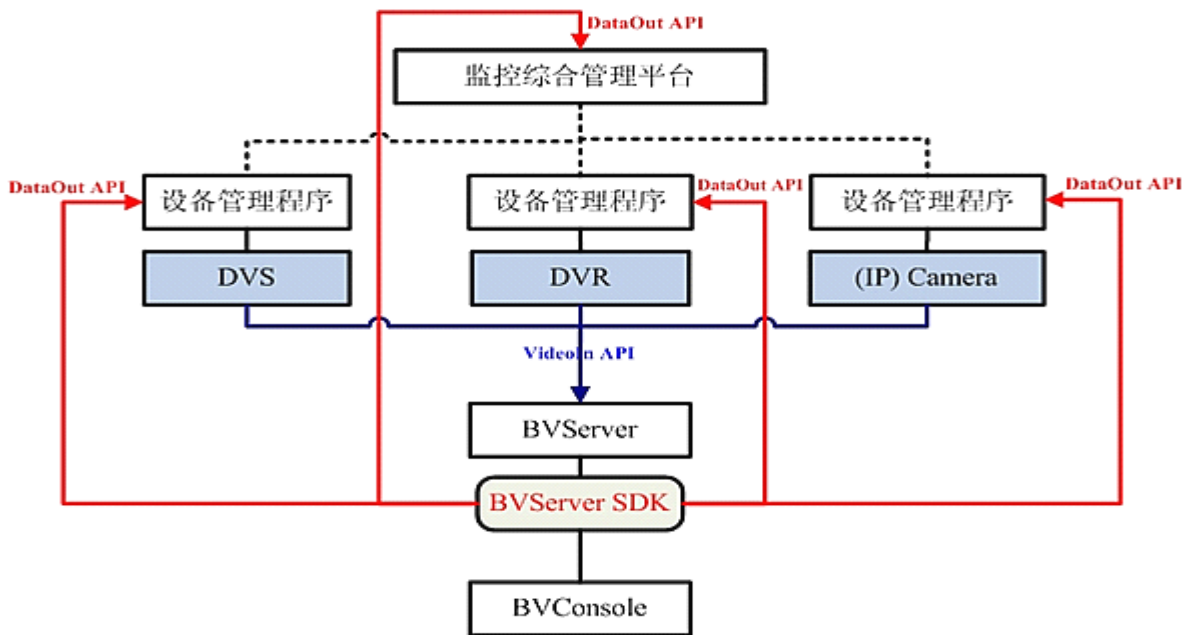 DataOut API
监控综合管理平台
DataOut API
设备管理程序
设备管理程序
DataOut API
设备管理程序
DataOut API
DVS
DVR
(IP) Camera
VideoIn API
BVServer
BVServer SDK
BVConsole